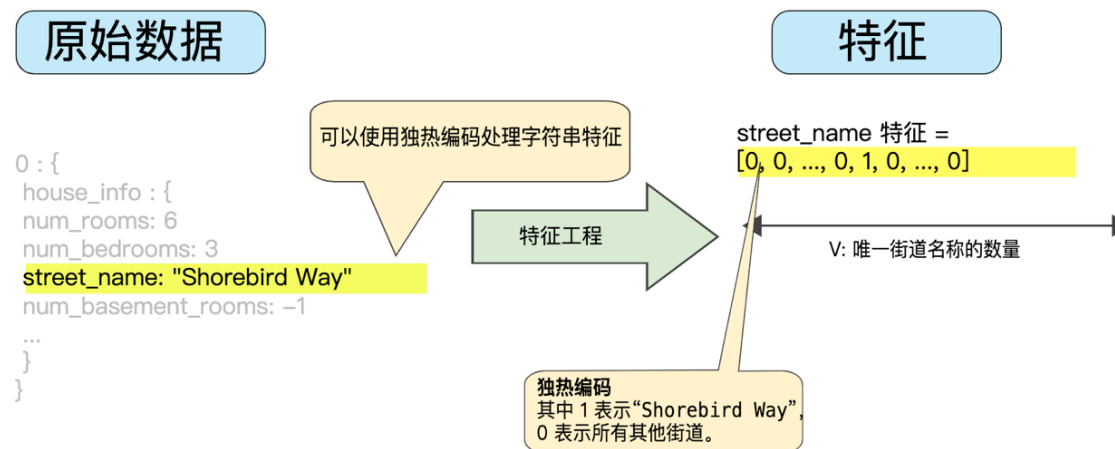 原始数据
特征
可以使用独热编码处理字符串特征
street_name 特征 =
[0, 0, ..., 0, 1, 0, ..., 0]
0 : {
house_info : {
num_rooms: 6
num_bedrooms: 3
street_name: "Shorebird Way"
num_basement_rooms: −1
...
}
}
特征工程
V: 唯一街道名称的数量
独热编码
其中 1 表示“Shorebird Way”,
0 表示所有其他街道。